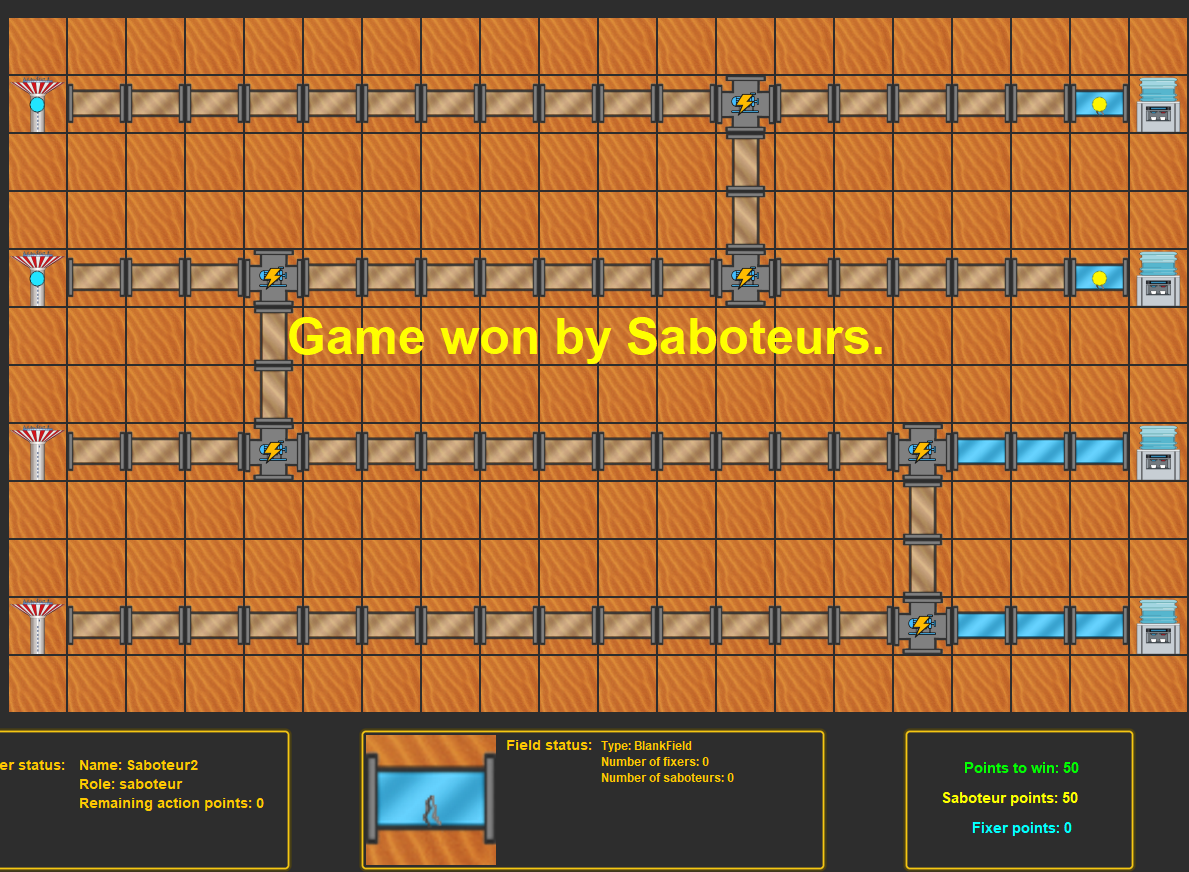 Game won by Saboteurs.
er status:
Name: Saboteur2
Role: saboteur
Remaining action points: 0
Field status:
Type: BlankField
Number of fixers: 0
Number of saboteurs: 0
Points to win: 50
Saboteur points: 50
Fixer points: 0